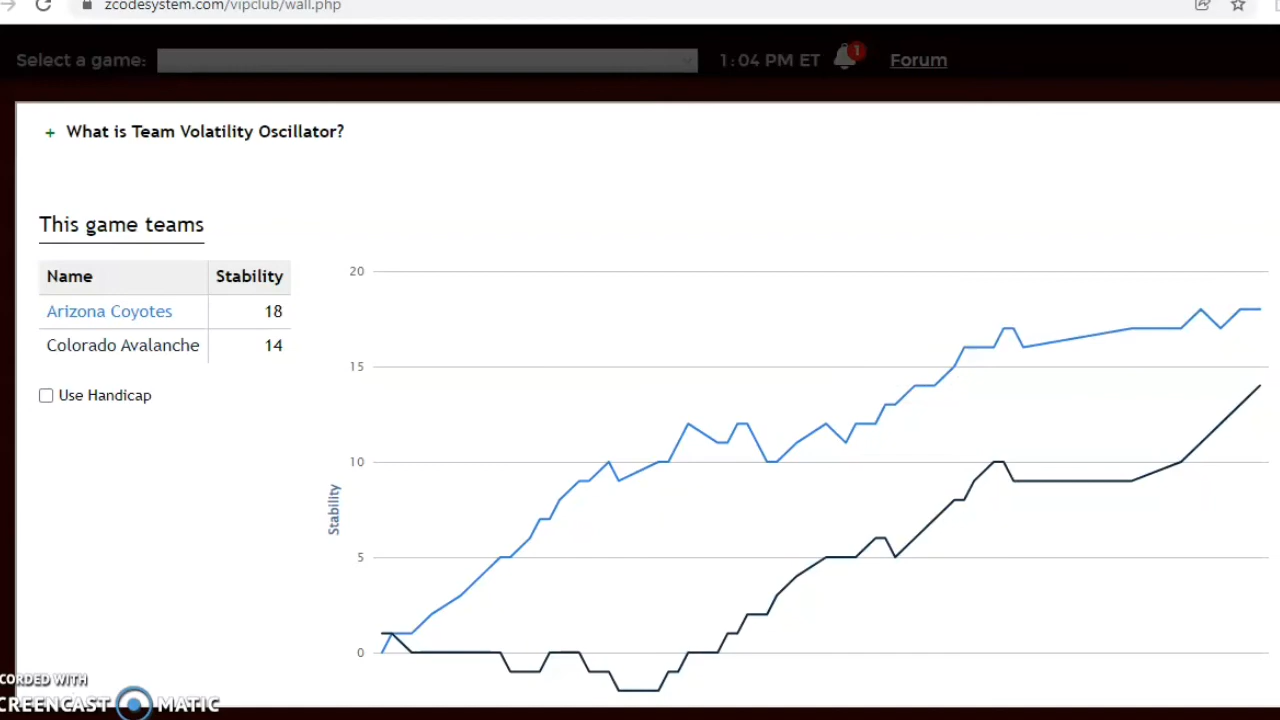 zcodesystem.com/vipclub/wall.php
Select a game:
1:04 PM ET
1
Forum
+ What is Team Volatility Oscillator?
This game teams
Name Stability
Arizona Coyotes 18
Colorado Avalanche 14
Use Handicap
20
15
10
5
0
Stability
CORDED WITH
CREENCAST MATIC